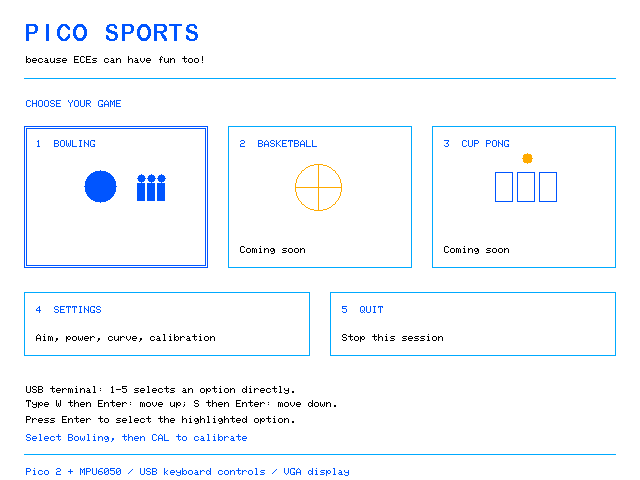 PICO SPORTS
because ECEs can have fun too!
CHOOSE YOUR GAME
1 BOWLING
2 BASKETBALL
Coming soon
3 CUP PONG
Coming soon
4 SETTINGS
Aim, power, curve, calibration
5 QUIT
Stop this session
USB terminal: 1-5 selects an option directly.
Type W then Enter: move up; S then Enter: move down.
Press Enter to select the highlighted option.
Select Bowling, then CAL to calibrate
Pico 2 + MPU6050 / USB keyboard controls / VGA display